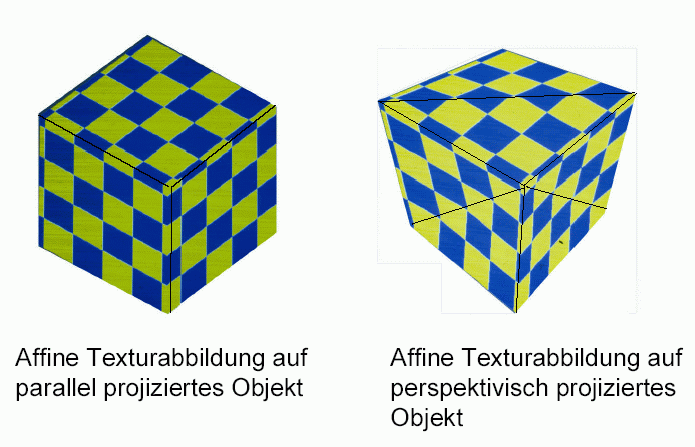 Affine Texturabbildung auf
parallel projiziertes Objekt
Affine Texturabbildung auf
perspektivisch projiziertes
Objekt